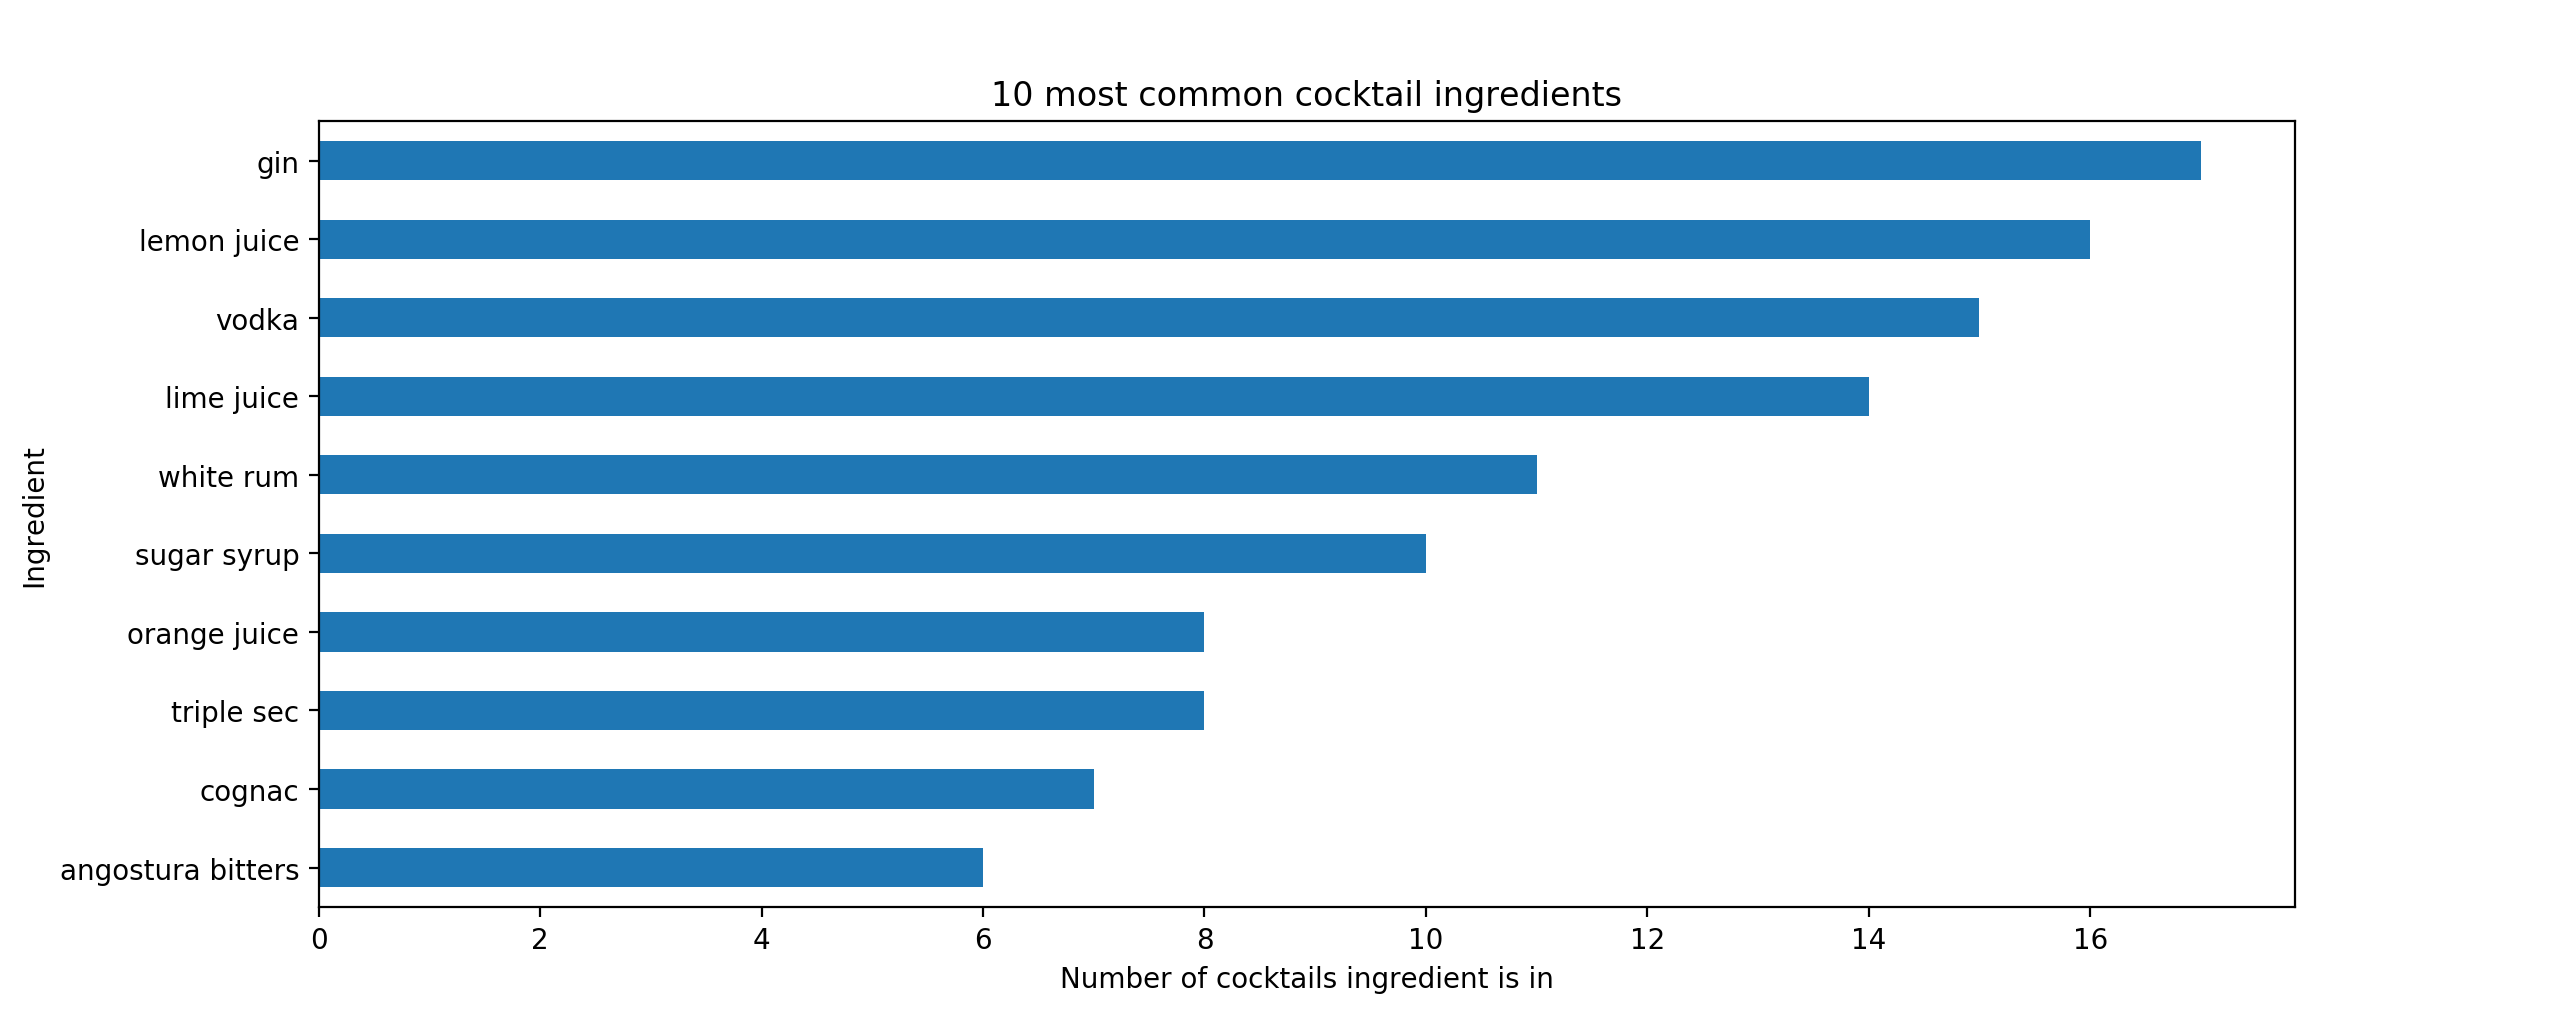 10 most common cocktail ingredients
gin
lemon juice
vodka
lime juice
white rum
sugar syrup
orange juice
triple sec
cognac
angostura bitters
Ingredient
0 2 4 6 8 10 12 14 16
Number of cocktails ingredient is in